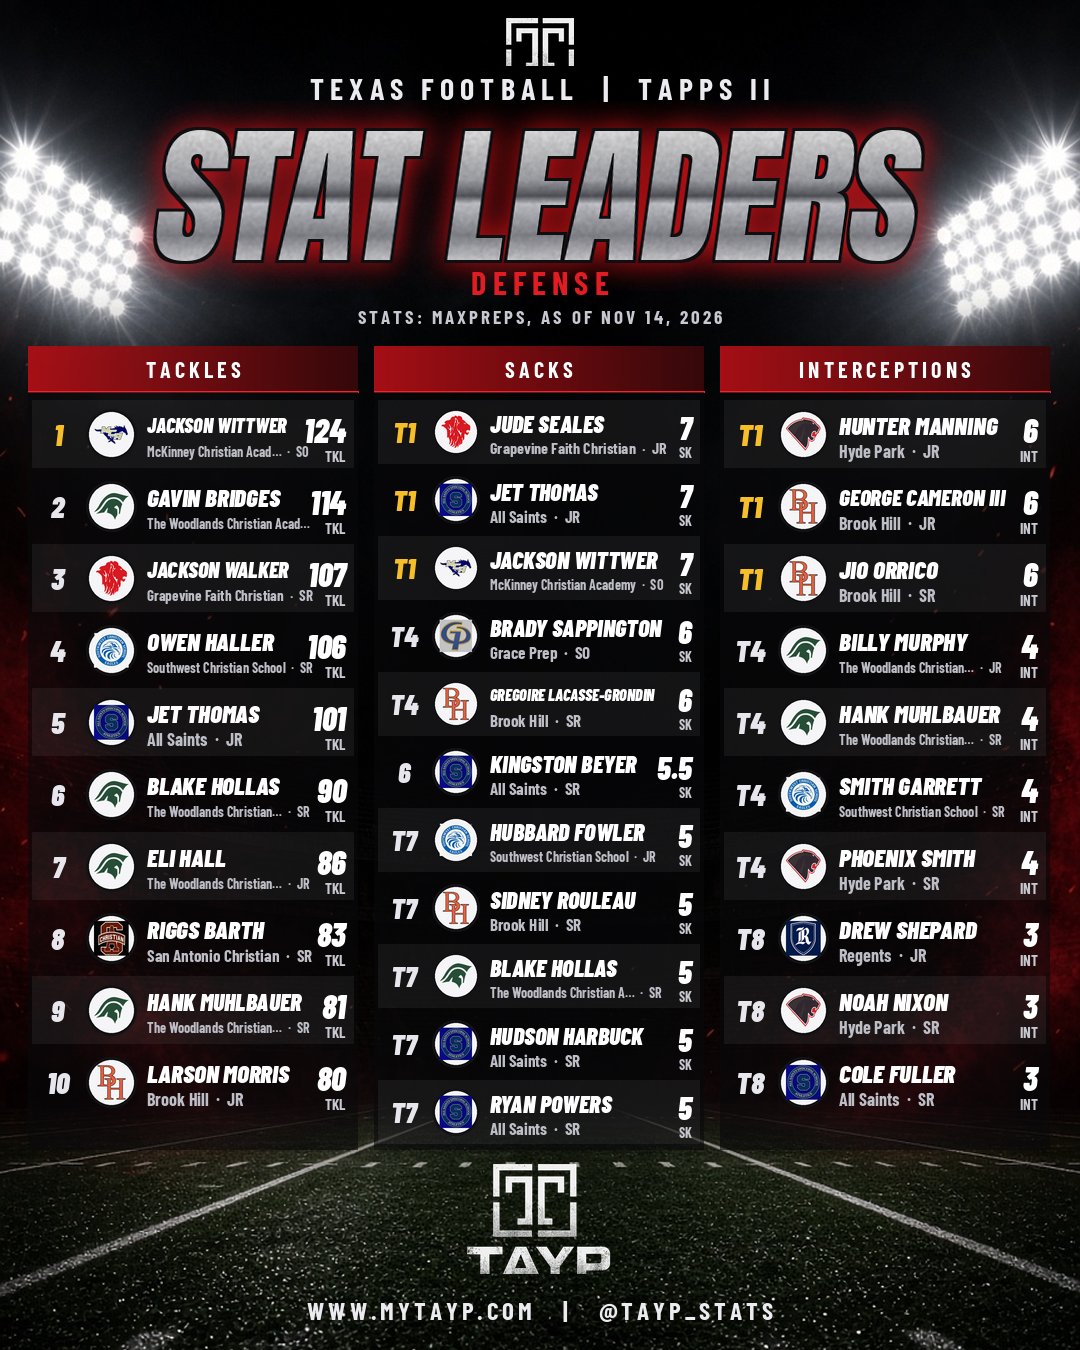 TEXAS FOOTBALL | TAPPS II
STAT LEADERS
DEFENSE
STATS: MAXPREPS, AS OF NOV 14, 2026
TACKLES
1 JACKSON WITTWER 124
McKinney Christian Acad... · SO TKL
2 GAVIN BRIDGES 114
The Woodlands Christian Acad... TKL
3 JACKSON WALKER 107
Grapevine Faith Christian · SR TKL
4 OWEN HALLER 106
Southwest Christian School · SR TKL
5 JET THOMAS 101
All Saints · JR TKL
6 BLAKE HOLLAS 90
The Woodlands Christian... · SR TKL
7 ELI HALL 86
The Woodlands Christian... · JR TKL
8 RIGGS BARTH 83
San Antonio Christian · SR TKL
9 HANK MUHLBAUER 81
The Woodlands Christian... · SR TKL
10 LARSON MORRIS 80
Brook Hill · JR TKL
SACKS
T1 JUDE SEALES 7
Grapevine Faith Christian · JR SK
T1 JET THOMAS 7
All Saints · JR SK
T1 JACKSON WITTWER 7
McKinney Christian Academy · SO SK
T4 BRADY SAPPINGTON 6
Grace Prep · SO SK
T4 GREGOIRE LACASSE-GRONDIN 6
Brook Hill · SR SK
6 KINGSTON BEYER 5.5
All Saints · SR SK
T7 HUBBARD FOWLER 5
Southwest Christian School · JR SK
T7 SIDNEY ROULEAU 5
Brook Hill · SR SK
T7 BLAKE HOLLAS 5
The Woodlands Christian A... · SR SK
T7 HUDSON HARBUCK 5
All Saints · SR SK
T7 RYAN POWERS 5
All Saints · SR SK
INTERCEPTIONS
T1 HUNTER MANNING 6
Hyde Park · JR INT
T1 GEORGE CAMERON III 6
Brook Hill · JR INT
T1 JIO ORRICO 6
Brook Hill · SR INT
T4 BILLY MURPHY 4
The Woodlands Christian... · JR INT
T4 HANK MUHLBAUER 4
The Woodlands Christian... · SR INT
T4 SMITH GARRETT 4
Southwest Christian School · SR INT
T4 PHOENIX SMITH 4
Hyde Park · SR INT
T8 DREW SHEPARD 3
Regents · JR INT
T8 NOAH NIXON 3
Hyde Park · SR INT
T8 COLE FULLER 3
All Saints · SR INT
TAYP
WWW.MYTAYP.COM | @TAYP_STATS